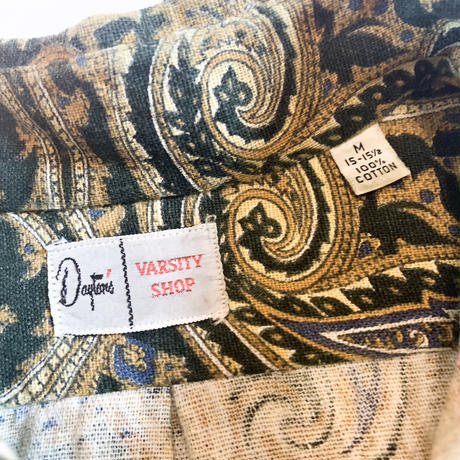 Dayton's
VARSITY
SHOP
M
15-15½
100%
COTTON